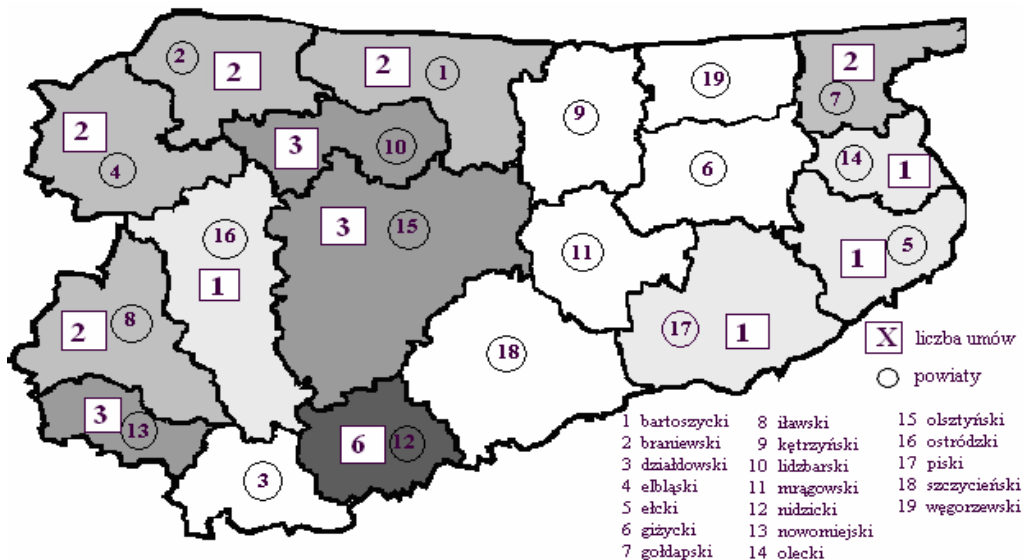 2
2
2
1
19
2
7
9
2
4
3
10
6
14
1
16
3
15
11
1
5
1
2
8
18
17
1
X liczba umów
powiaty
3
13
6
12
3
1 bartoszycki
2 braniewski
3 działdowski
4 elbląski
5 ełcki
6 giżycki
7 gołdapski
8 iławski
9 kętrzyński
10 lidzbarski
11 mrągowski
12 nidzicki
13 nowomiejski
14 olecki
15 olsztyński
16 ostródzki
17 piski
18 szczycieński
19 węgorzewski